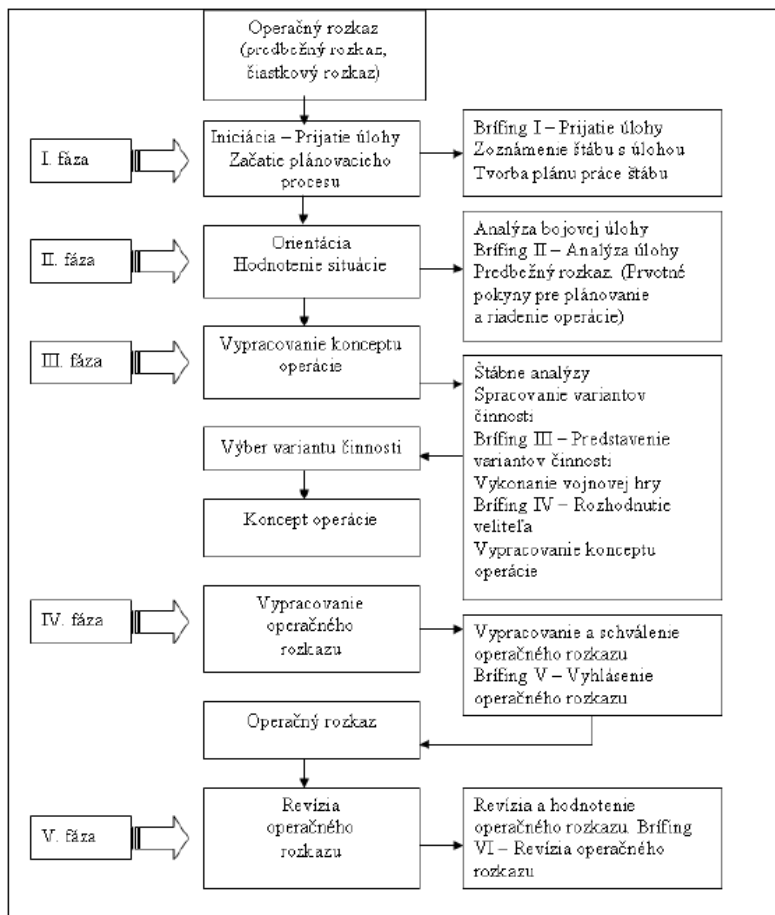 Operačný rozkaz
(predbežný rozkaz,
čiastkový rozkaz)
I. fáza
Iniciácia – Prijatie úlohy
Začatie plánovacieho
procesu
Brífing I – Prijatie úlohy
Zoznámenie štábu s úlohou
Tvorba plánu práce štábu
II. fáza
Orientácia
Hodnotenie situácie
Analýza bojovej úlohy
Brífing II – Analýza úlohy
Predbežný rozkaz. (Prvotné
pokyny pre plánovanie
a riadenie operácie)
III. fáza
Vypracovanie konceptu
operácie
Štábne analýzy
Spracovanie variantov
činnosti
Brífing III – Predstavenie
variantov činnosti
Vykonanie vojnovej hry
Brífing IV – Rozhodnutie
veliteľa
Vypracovanie konceptu
operácie
Výber variantu činnosti
Koncept operácie
IV. fáza
Vypracovanie
operačného
rozkazu
Vypracovanie a schválenie
operačného rozkazu
Brífing V – Vyhlásenie
operačného rozkazu
Operačný rozkaz
V. fáza
Revízia
operačného
rozkazu
Revízia a hodnotenie
operačného rozkazu. Brífing
VI – Revízia operačného
rozkazu